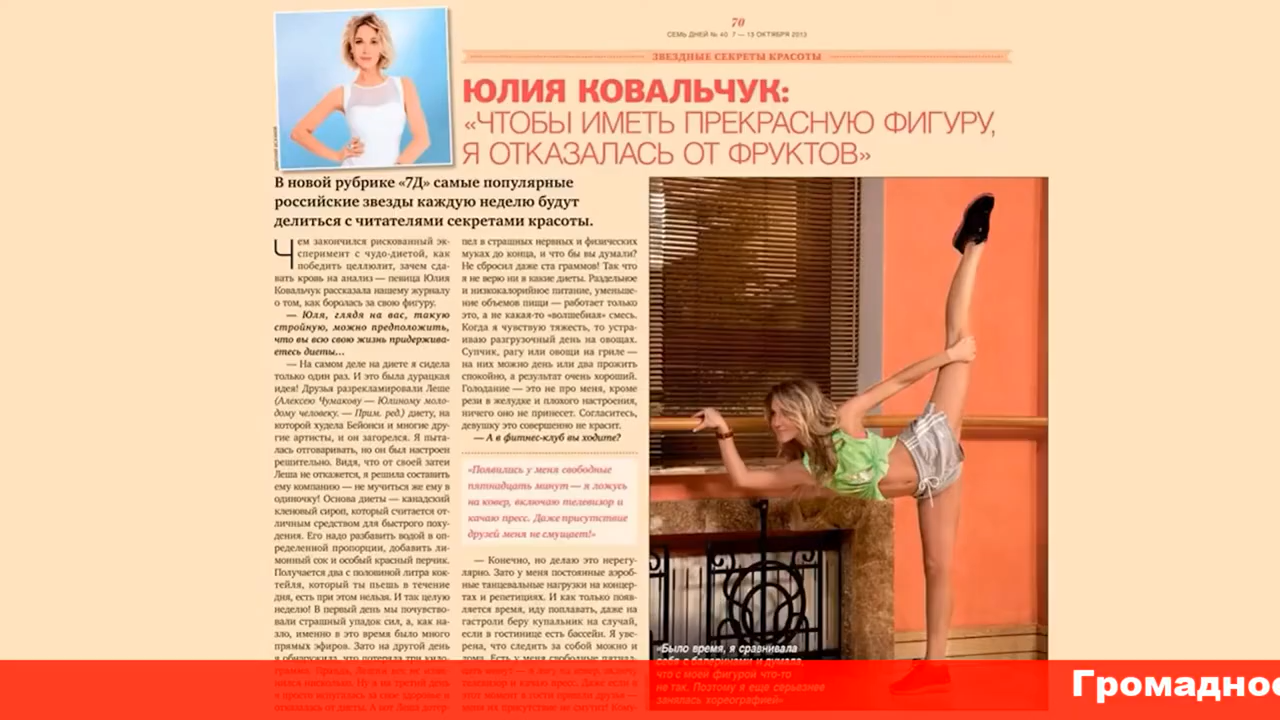 70
СЕМЬ ДНЕЙ № 40 7 — 13 ОКТЯБРЯ 2013
ЗВЕЗДНЫЕ СЕКРЕТЫ КРАСОТЫ
ЮЛИЯ КОВАЛЬЧУК:
«ЧТОБЫ ИМЕТЬ ПРЕКРАСНУЮ ФИГУРУ,
Я ОТКАЗАЛАСЬ ОТ ФРУКТОВ»
В новой рубрике «7Д» самые популярные
российские звезды каждую неделю будут
делиться с читателями секретами красоты.
Чем закончился рискованный эк-
сперимент с чудо-диетой, как
победить целлюлит, зачем сда-
вать кровь на анализ — певица Юлия
Ковальчук рассказала нашему журналу
о том, как боролась за свою фигуру.
— Юля, глядя на вас, такую
стройную, можно предположить,
что вы всю свою жизнь придержива-
етесь диеты...
— На самом деле на диете я сидела
только один раз. И это была дурацкая
идея! Друзья разрекламировали Леше
(Алексею Чумакову — Юлиному моло-
дому человеку. — Прим. ред.) диету, на
которой худела Бейонси и многие дру-
гие артисты, и он загорелся. Я пыта-
лась отговаривать, но он был настроен
решительно. Видя, что от своей затеи
Леша не откажется, я решила составить
ему компанию — не мучиться же ему в
одиночку! Основа диеты — канадский
кленовый сироп, который считается от-
личным средством для быстрого поху-
дения. Его надо разбавить водой в оп-
ределенной пропорции, добавить ли-
монный сок и особый красный перчик.
Получается два с половиной литра кок-
тейля, который ты пьешь в течение
дня, есть при этом нельзя. И так целую
неделю! В первый день мы почувство-
вали страшный упадок сил, а, как на-
зло, именно в это время было много
прямых эфиров. Зато на другой день
я обнаружила, что потеряла три кило-
пел в страшных нервных и физических
муках до конца, и что бы вы думали?
Не сбросил даже ста граммов! Так что
я не верю ни в какие диеты. Раздельное
и низкокалорийное питание, уменьше-
ние объемов пищи — работает только
это, а не какая-то «волшебная» смесь.
Когда я чувствую тяжесть, то устра-
иваю разгрузочный день на овощах.
Супчик, рагу или овощи на гриле —
на них можно день или два прожить
спокойно, а результат очень хороший.
Голодание — это не про меня, кроме
рези в желудке и плохого настроения,
ничего оно не принесет. Согласитесь,
девушку это совершенно не красит.
— А в фитнес-клуб вы ходите?
«Появились у меня свободные
пятнадцать минут — я ложусь
на ковер, включаю телевизор и
качаю пресс. Даже присутствие
друзей меня не смущает!»
— Конечно, но делаю это нерегу-
лярно. Зато у меня постоянные аэроб-
ные танцевальные нагрузки на концер-
тах и репетициях. И как только появ-
ляется время, иду поплавать, даже на
гастроли беру купальник на случай,
если в гостинице есть бассейн. Я уве-
рена, что следить за собой можно и
дома. Есть у меня свободные пятнад-
«Было время, я сравнивала
себя с балеринами и думала,
что с моей фигурой что-то
не так. Поэтому я еще серьезнее
занялась хореографией»
Громадное